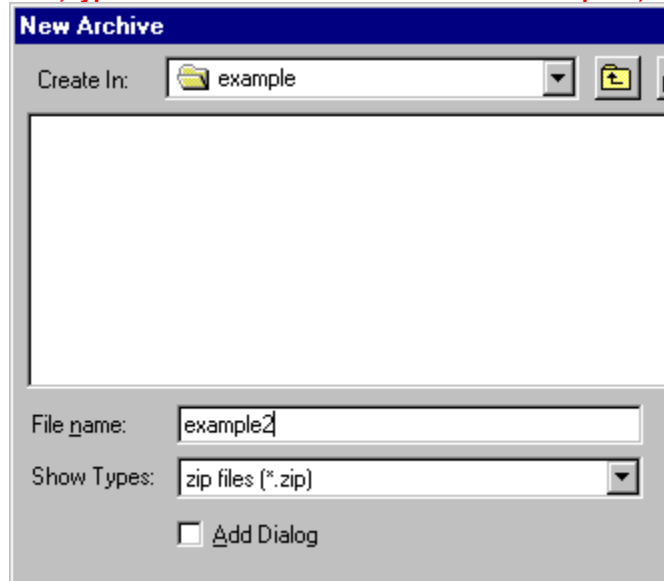 New Archive
Create In: example
File name: example2
Show Types: zip files (*.zip)
Add Dialog